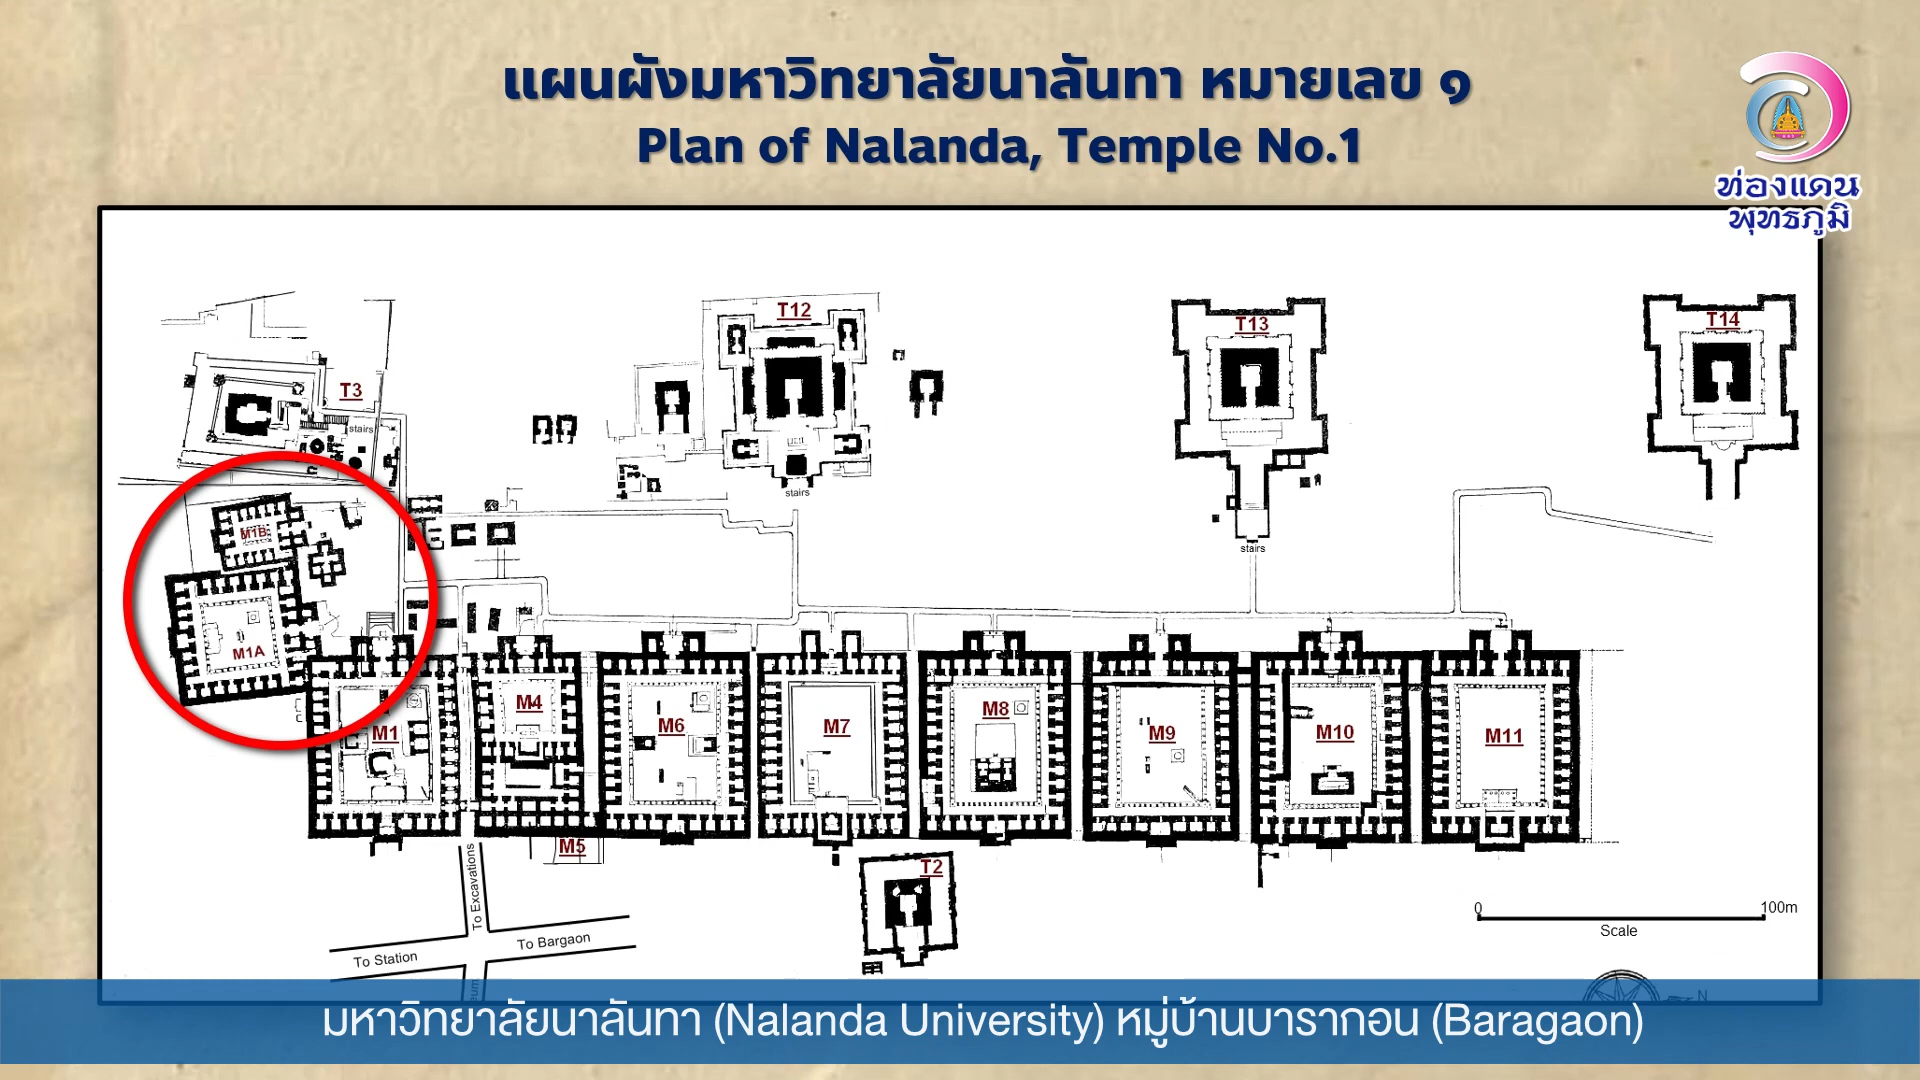 แผนผังมหาวิทยาลัยนาลันทา หมายเลข ๑
Plan of Nalanda, Temple No.1
ท่องแดน
พุทธภูมิ
T12
T13
T14
T3
stairs
stairs
stairs
M1B
M1A
M1
M4
M6
M7
M8
M9
M10
M11
M5
T2
To Excavations
To Bargaon
To Station
0
100m
Scale
N
มหาวิทยาลัยนาลันทา (Nalanda University) หมู่บ้านบารากอน (Baragaon)